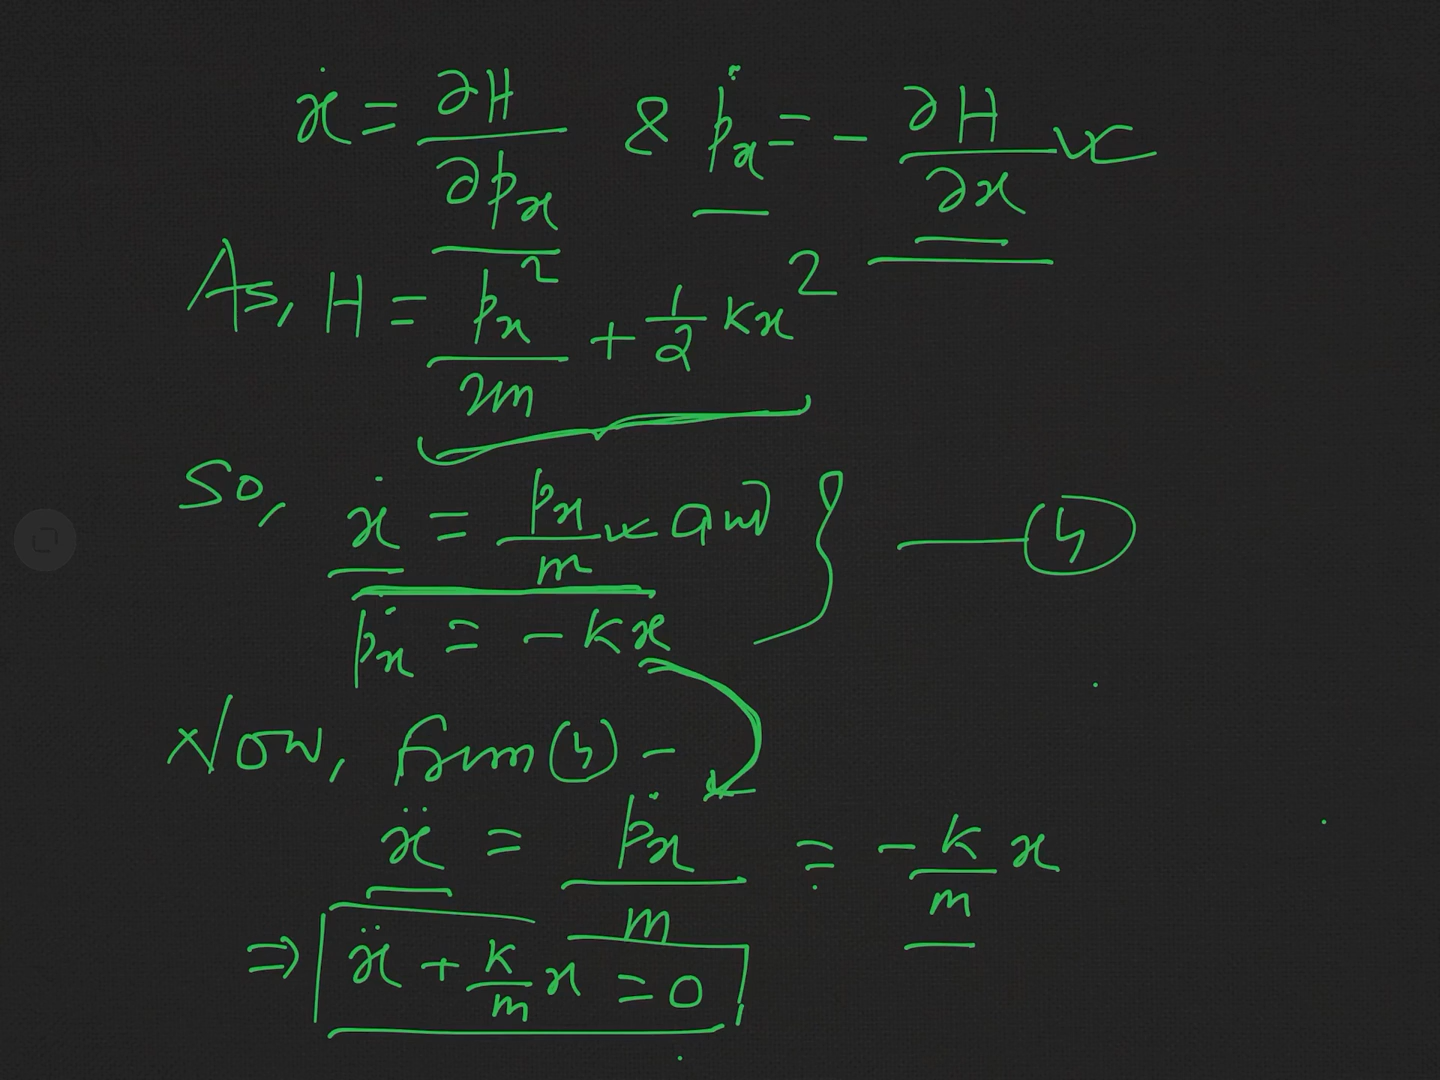 ẋ = ∂H/∂pₓ & ṗₓ = - ∂H/∂x
As, H = pₓ²/2m + 1/2 kx²
So, ẋ = pₓ/m and
ṗₓ = - kx } — (4)
Now, from (4) -
ẍ = ṗₓ/m = - k/m x
⇒ ẍ + k/m x = 0